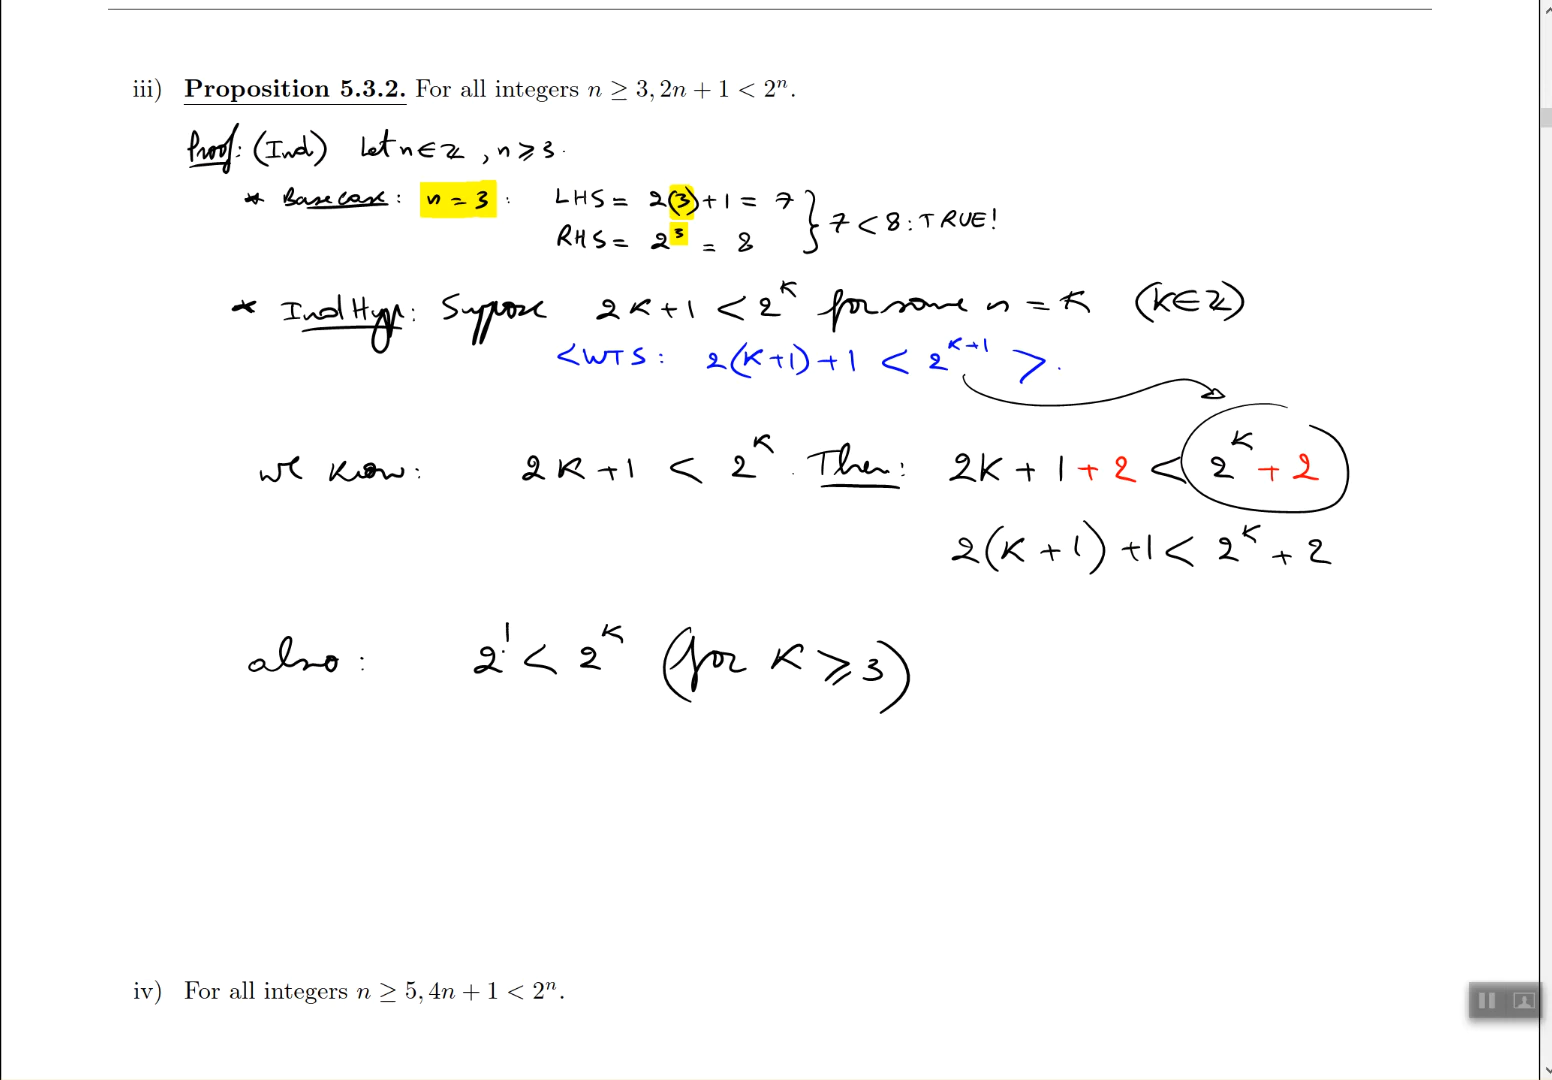 iii) Proposition 5.3.2. For all integers n ≥ 3, 2n + 1 < 2ⁿ.
Proof: (Ind) Let n ∈ ℤ, n ⩾ 3.
* Base case: n = 3: LHS = 2(3)+1 = 7
RHS = 2³ = 8 } 7 < 8: TRUE!
* Ind Hyp: Suppose 2K+1 < 2ᴷ for some n = K (K∈ℤ)
<WTS: 2(K+1)+1 < 2ᴷ⁺¹ >.
we know: 2K+1 < 2ᴷ. Then: 2K+1+2 < 2ᴷ+2
2(K+1)+1 < 2ᴷ+2
also: 2¹ < 2ᴷ (for K ⩾ 3)
iv) For all integers n ≥ 5, 4n + 1 < 2ⁿ.